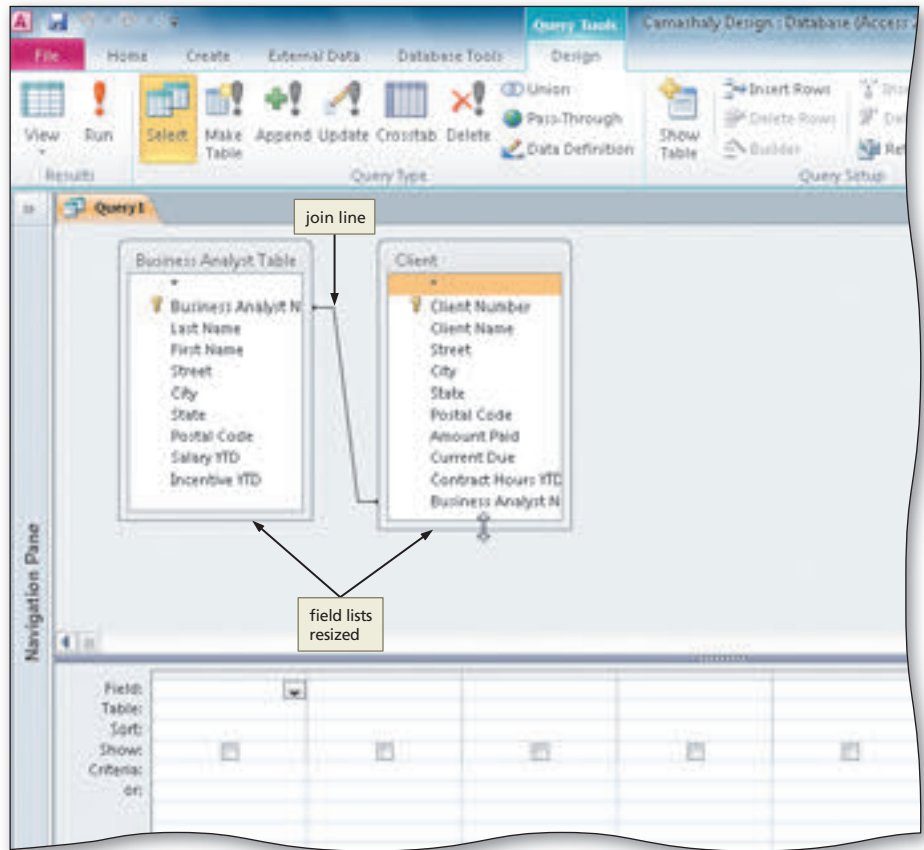 Query Tools Camashaly Design : Database (Access
File Home Create External Data Database Tools Design
View Run Select Make Table Append Update Crosstab Delete
Union
Pass-Through
Data Definition
Show Table
Insert Rows
Delete Rows
Builder
Results Query Type Query Setup
Query1
join line
Business Analyst Table
*
Business Analyst N
Last Name
First Name
Street
City
State
Postal Code
Salary YTD
Incentive YTD
Client
*
Client Number
Client Name
Street
City
State
Postal Code
Amount Paid
Current Due
Contract Hours YTD
Business Analyst N
field lists
resized
Navigation Pane
Field:
Table:
Sort:
Show:
Criteria:
or: